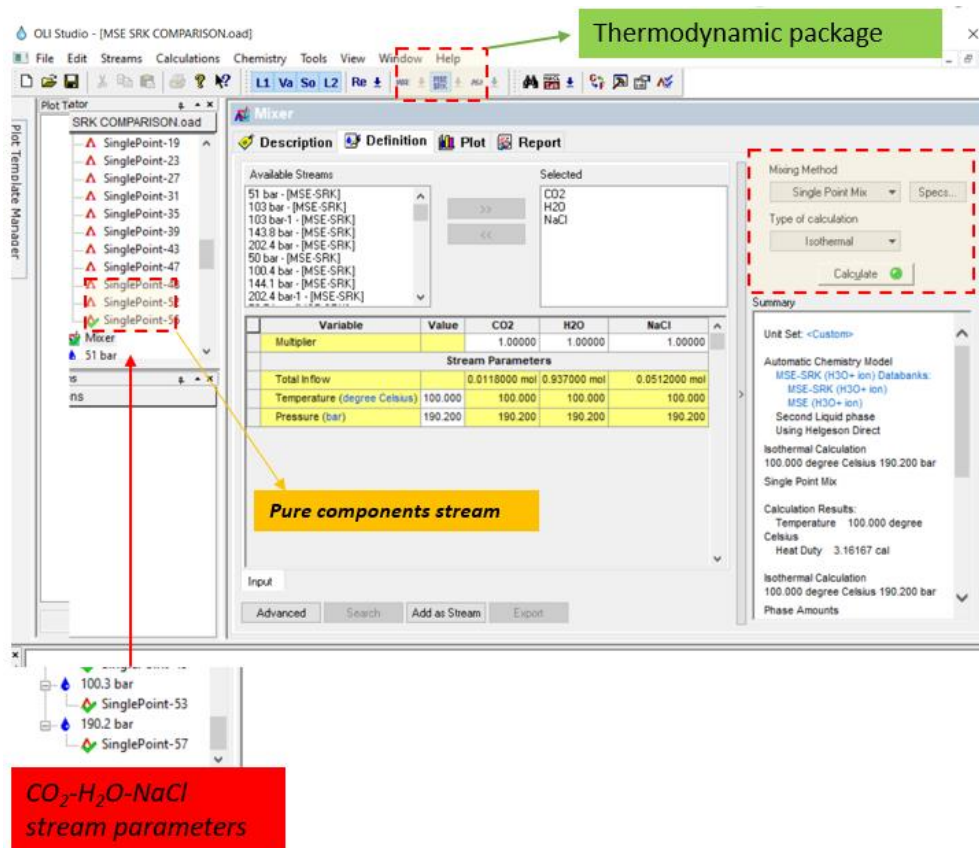 Thermodynamic package
OLI Studio - [MSE SRK COMPARISON.oad]
File Edit Streams Calculations Chemistry Tools View Window Help
L1 Va So L2 Re
Plot Template Manager
SRK COMPARISON.oad
SinglePoint-19
SinglePoint-23
SinglePoint-27
SinglePoint-31
SinglePoint-35
SinglePoint-39
SinglePoint-43
SinglePoint-47
SinglePoint-52
Mixer
51 bar
Mixer
Description Definition Plot Report
Available Streams
51 bar - [MSE-SRK]
103 bar - [MSE-SRK]
103 bar-1 - [MSE-SRK]
143.8 bar - [MSE-SRK]
202.4 bar - [MSE-SRK]
50 bar - [MSE-SRK]
100.4 bar - [MSE-SRK]
144.1 bar - [MSE-SRK]
202.4 bar-1 - [MSE-SRK]
>>
<<
Selected
CO2
H2O
NaCl
Variable Value CO2 H2O NaCl
Multiplier 1.00000 1.00000 1.00000
Stream Parameters
Total Inflow 0.0118000 mol 0.937000 mol 0.0512000 mol
Temperature (degree Celsius) 100.000 100.000 100.000 100.000
Pressure (bar) 190.200 190.200 190.200 190.200
Pure components stream
Input
Advanced Search Add as Stream Export
Mixing Method
Single Point Mix Specs...
Type of calculation
Isothermal
Calculate
Summary
Unit Set: <Custom>
Automatic Chemistry Model
MSE-SRK (H3O+ ion) Databanks:
MSE-SRK (H3O+ ion)
MSE (H3O+ ion)
Second Liquid phase
Using Helgeson Direct
Isothermal Calculation
100.000 degree Celsius 190.200 bar
Single Point Mix
Calculation Results:
Temperature 100.000 degree
Celsius
Heat Duty 3.16167 cal
Isothermal Calculation
100.000 degree Celsius 190.200 bar
Phase Amounts
100.3 bar
SinglePoint-53
190.2 bar
SinglePoint-57
CO₂-H₂O-NaCl
stream parameters